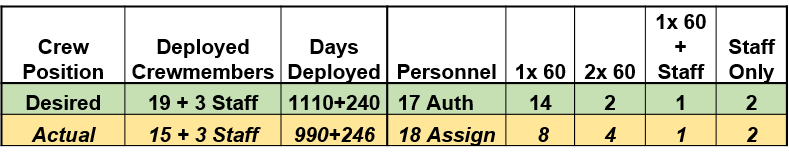 Crew Position | Deployed Crewmembers | Days Deployed | Personnel | 1x 60 | 2x 60 | 1x 60 + Staff | Staff Only
Desired | 19 + 3 Staff | 1110+240 | 17 Auth | 14 | 2 | 1 | 2
Actual | 15 + 3 Staff | 990+246 | 18 Assign | 8 | 4 | 1 | 2